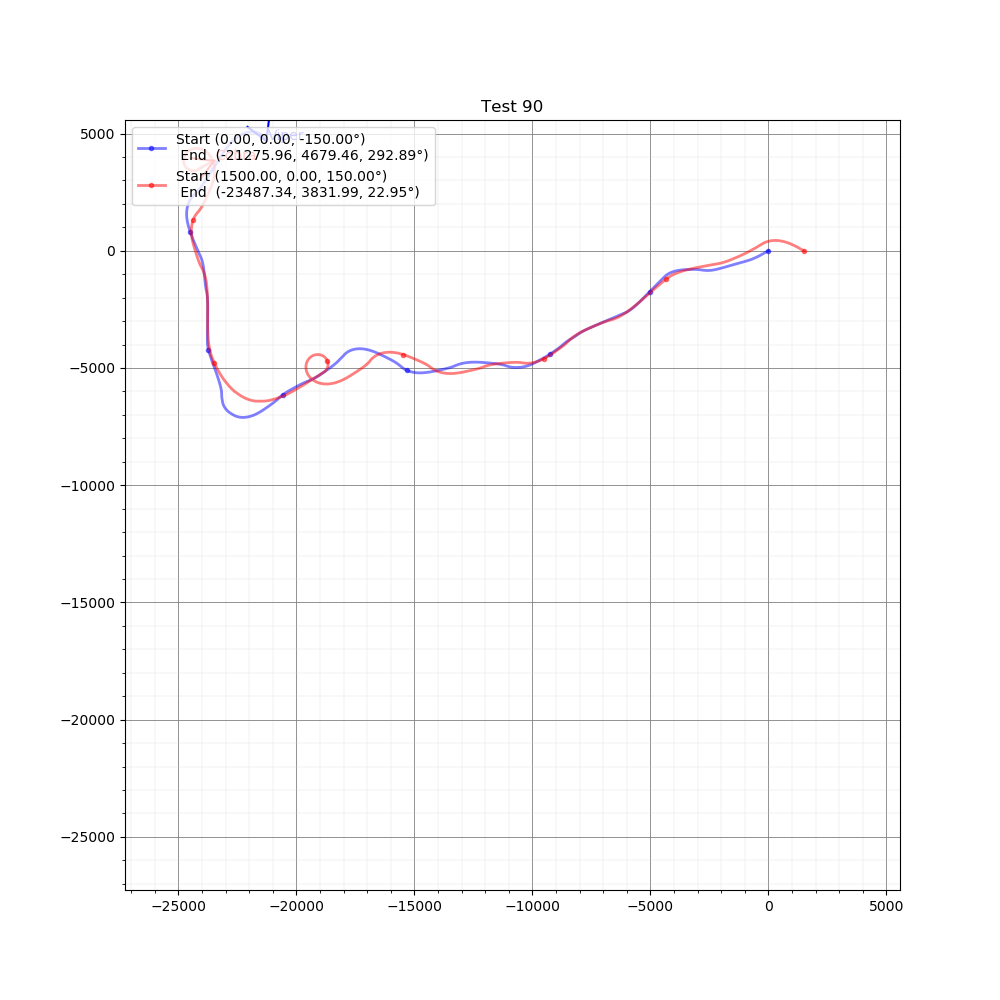 Test 90
Start (0.00, 0.00, -150.00°)
End (-21275.96, 4679.46, 292.89°)
Start (1500.00, 0.00, 150.00°)
End (-23487.34, 3831.99, 22.95°)
5000
0
−5000
−10000
−15000
−20000
−25000
−25000 −20000 −15000 −10000 −5000 0 5000